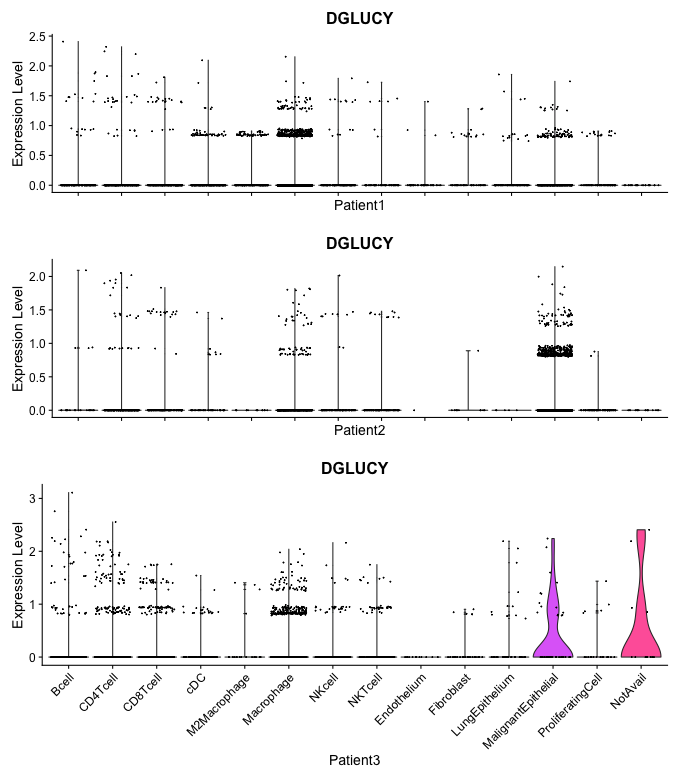 DGLUCY
Expression Level
2.5
2.0
1.5
1.0
0.5
0.0
Patient1
DGLUCY
Expression Level
2.0
1.5
1.0
0.5
0.0
Patient2
DGLUCY
Expression Level
3
2
1
0
Bcell
CD4Tcell
CD8Tcell
cDC
M2Macrophage
Macrophage
NKcell
NKTcell
Endothelium
Fibroblast
LungEpithelium
MalignantEpithelial
ProliferatingCell
NotAvail
Patient3